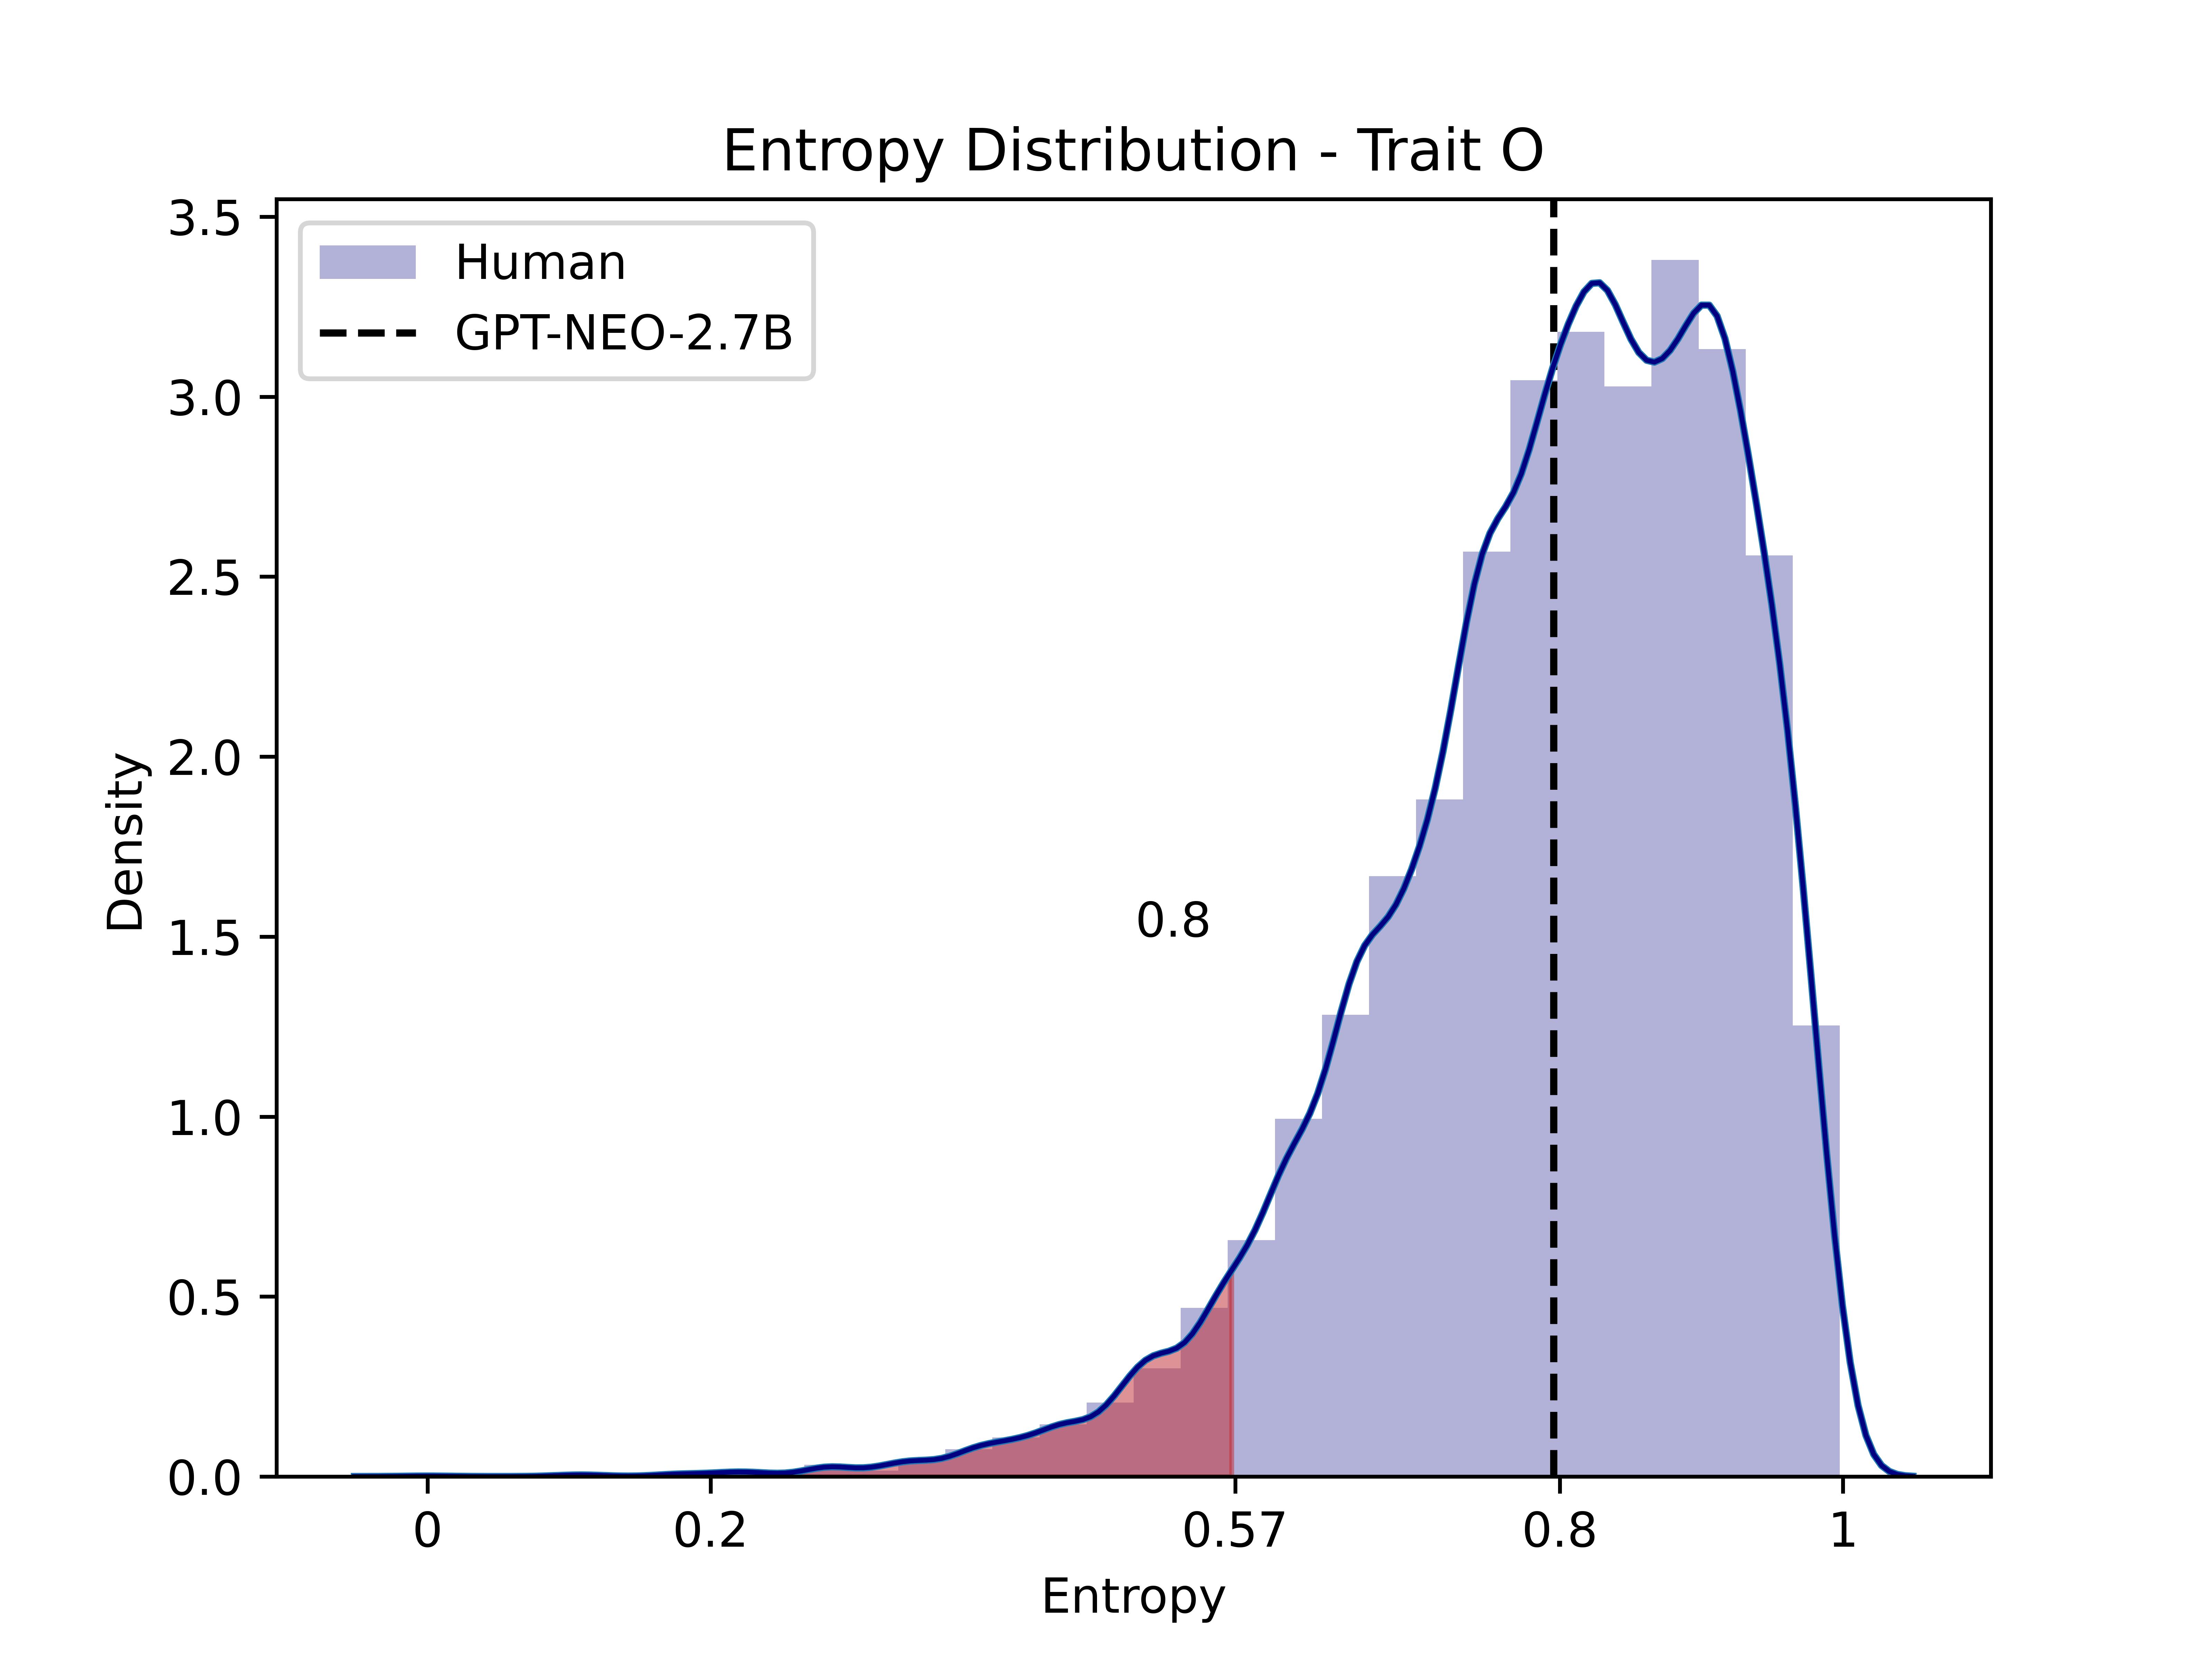 Entropy Distribution - Trait O
Human
GPT-NEO-2.7B
3.5
3.0
2.5
2.0
1.5
1.0
0.5
0.0
Density
0.8
0 0.2 0.57 0.8 1
Entropy